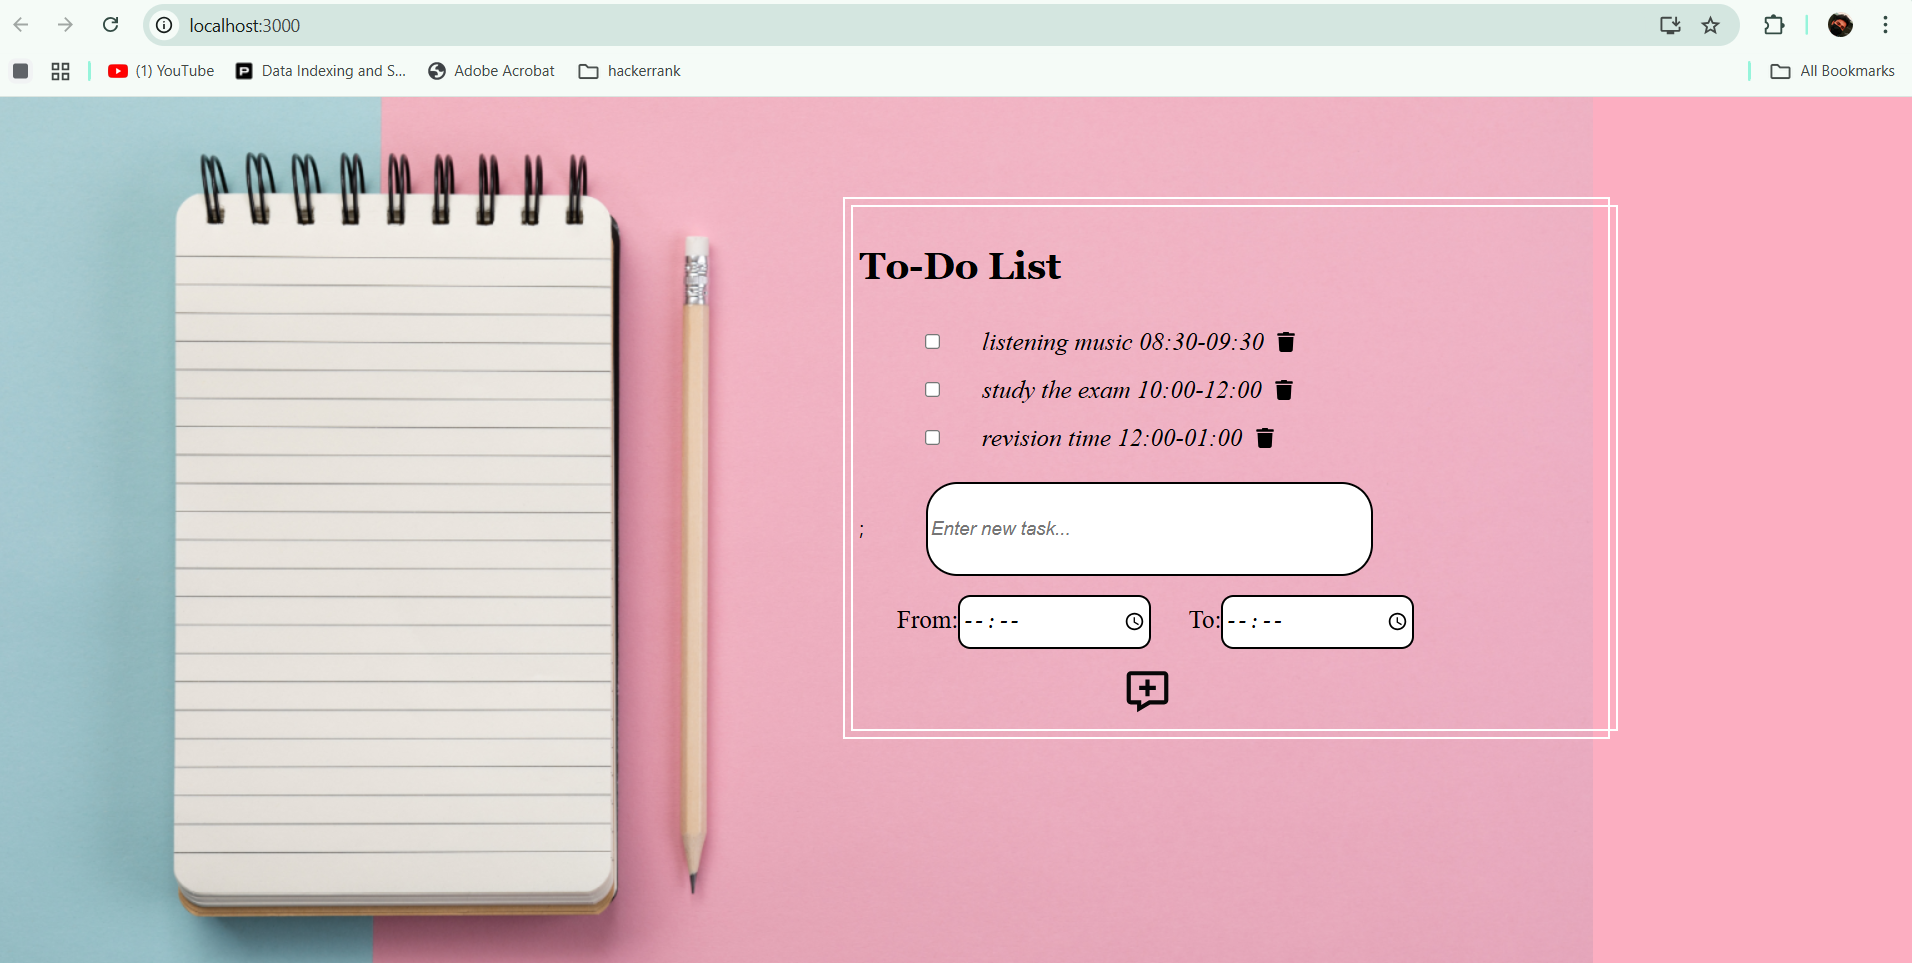 localhost:3000
(1) YouTube
Data Indexing and S...
Adobe Acrobat
hackerrank
All Bookmarks
To-Do List
listening music 08:30-09:30
study the exam 10:00-12:00
revision time 12:00-01:00
; Enter new task...
From: --:-- To: --:--